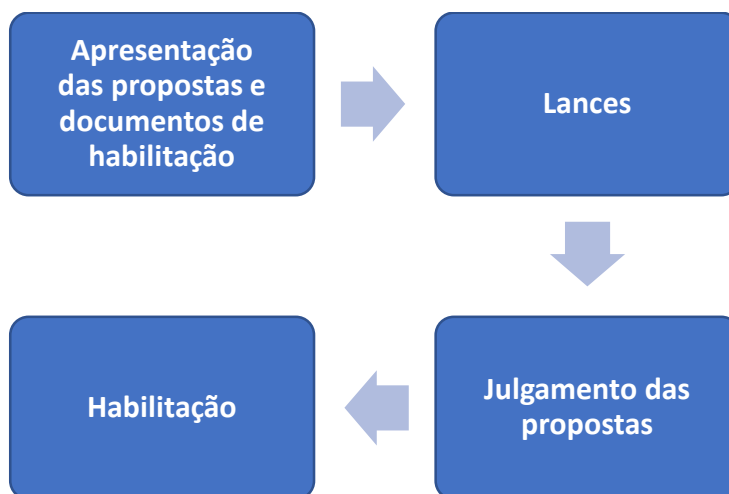 Apresentação
das propostas e
documentos de
habilitação
Lances
Julgamento das
propostas
Habilitação